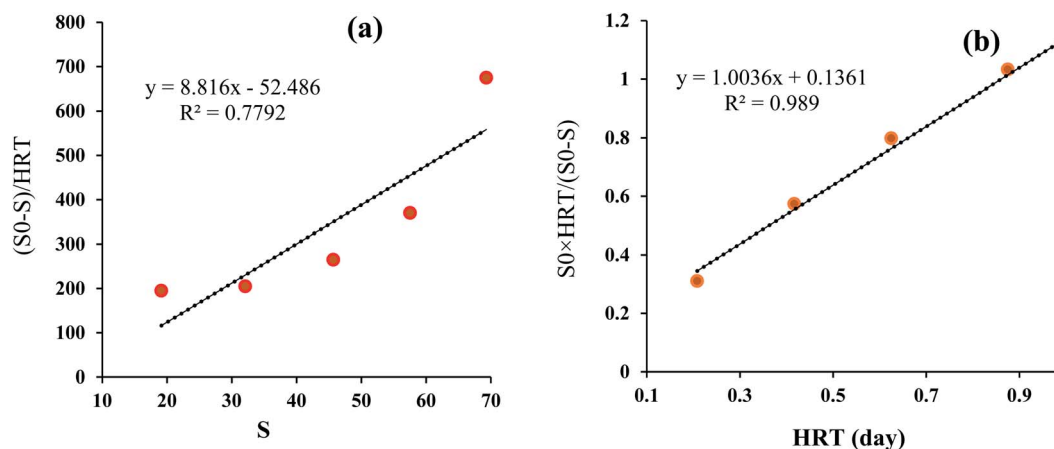 (a)
y = 8.816x - 52.486
R² = 0.7792
(S0-S)/HRT
800
700
600
500
400
300
200
100
0
10 20 30 40 50 60 70
S
(b)
y = 1.0036x + 0.1361
R² = 0.989
S0×HRT/(S0-S)
1.2
1
0.8
0.6
0.4
0.2
0
0.1 0.3 0.5 0.7 0.9
HRT (day)